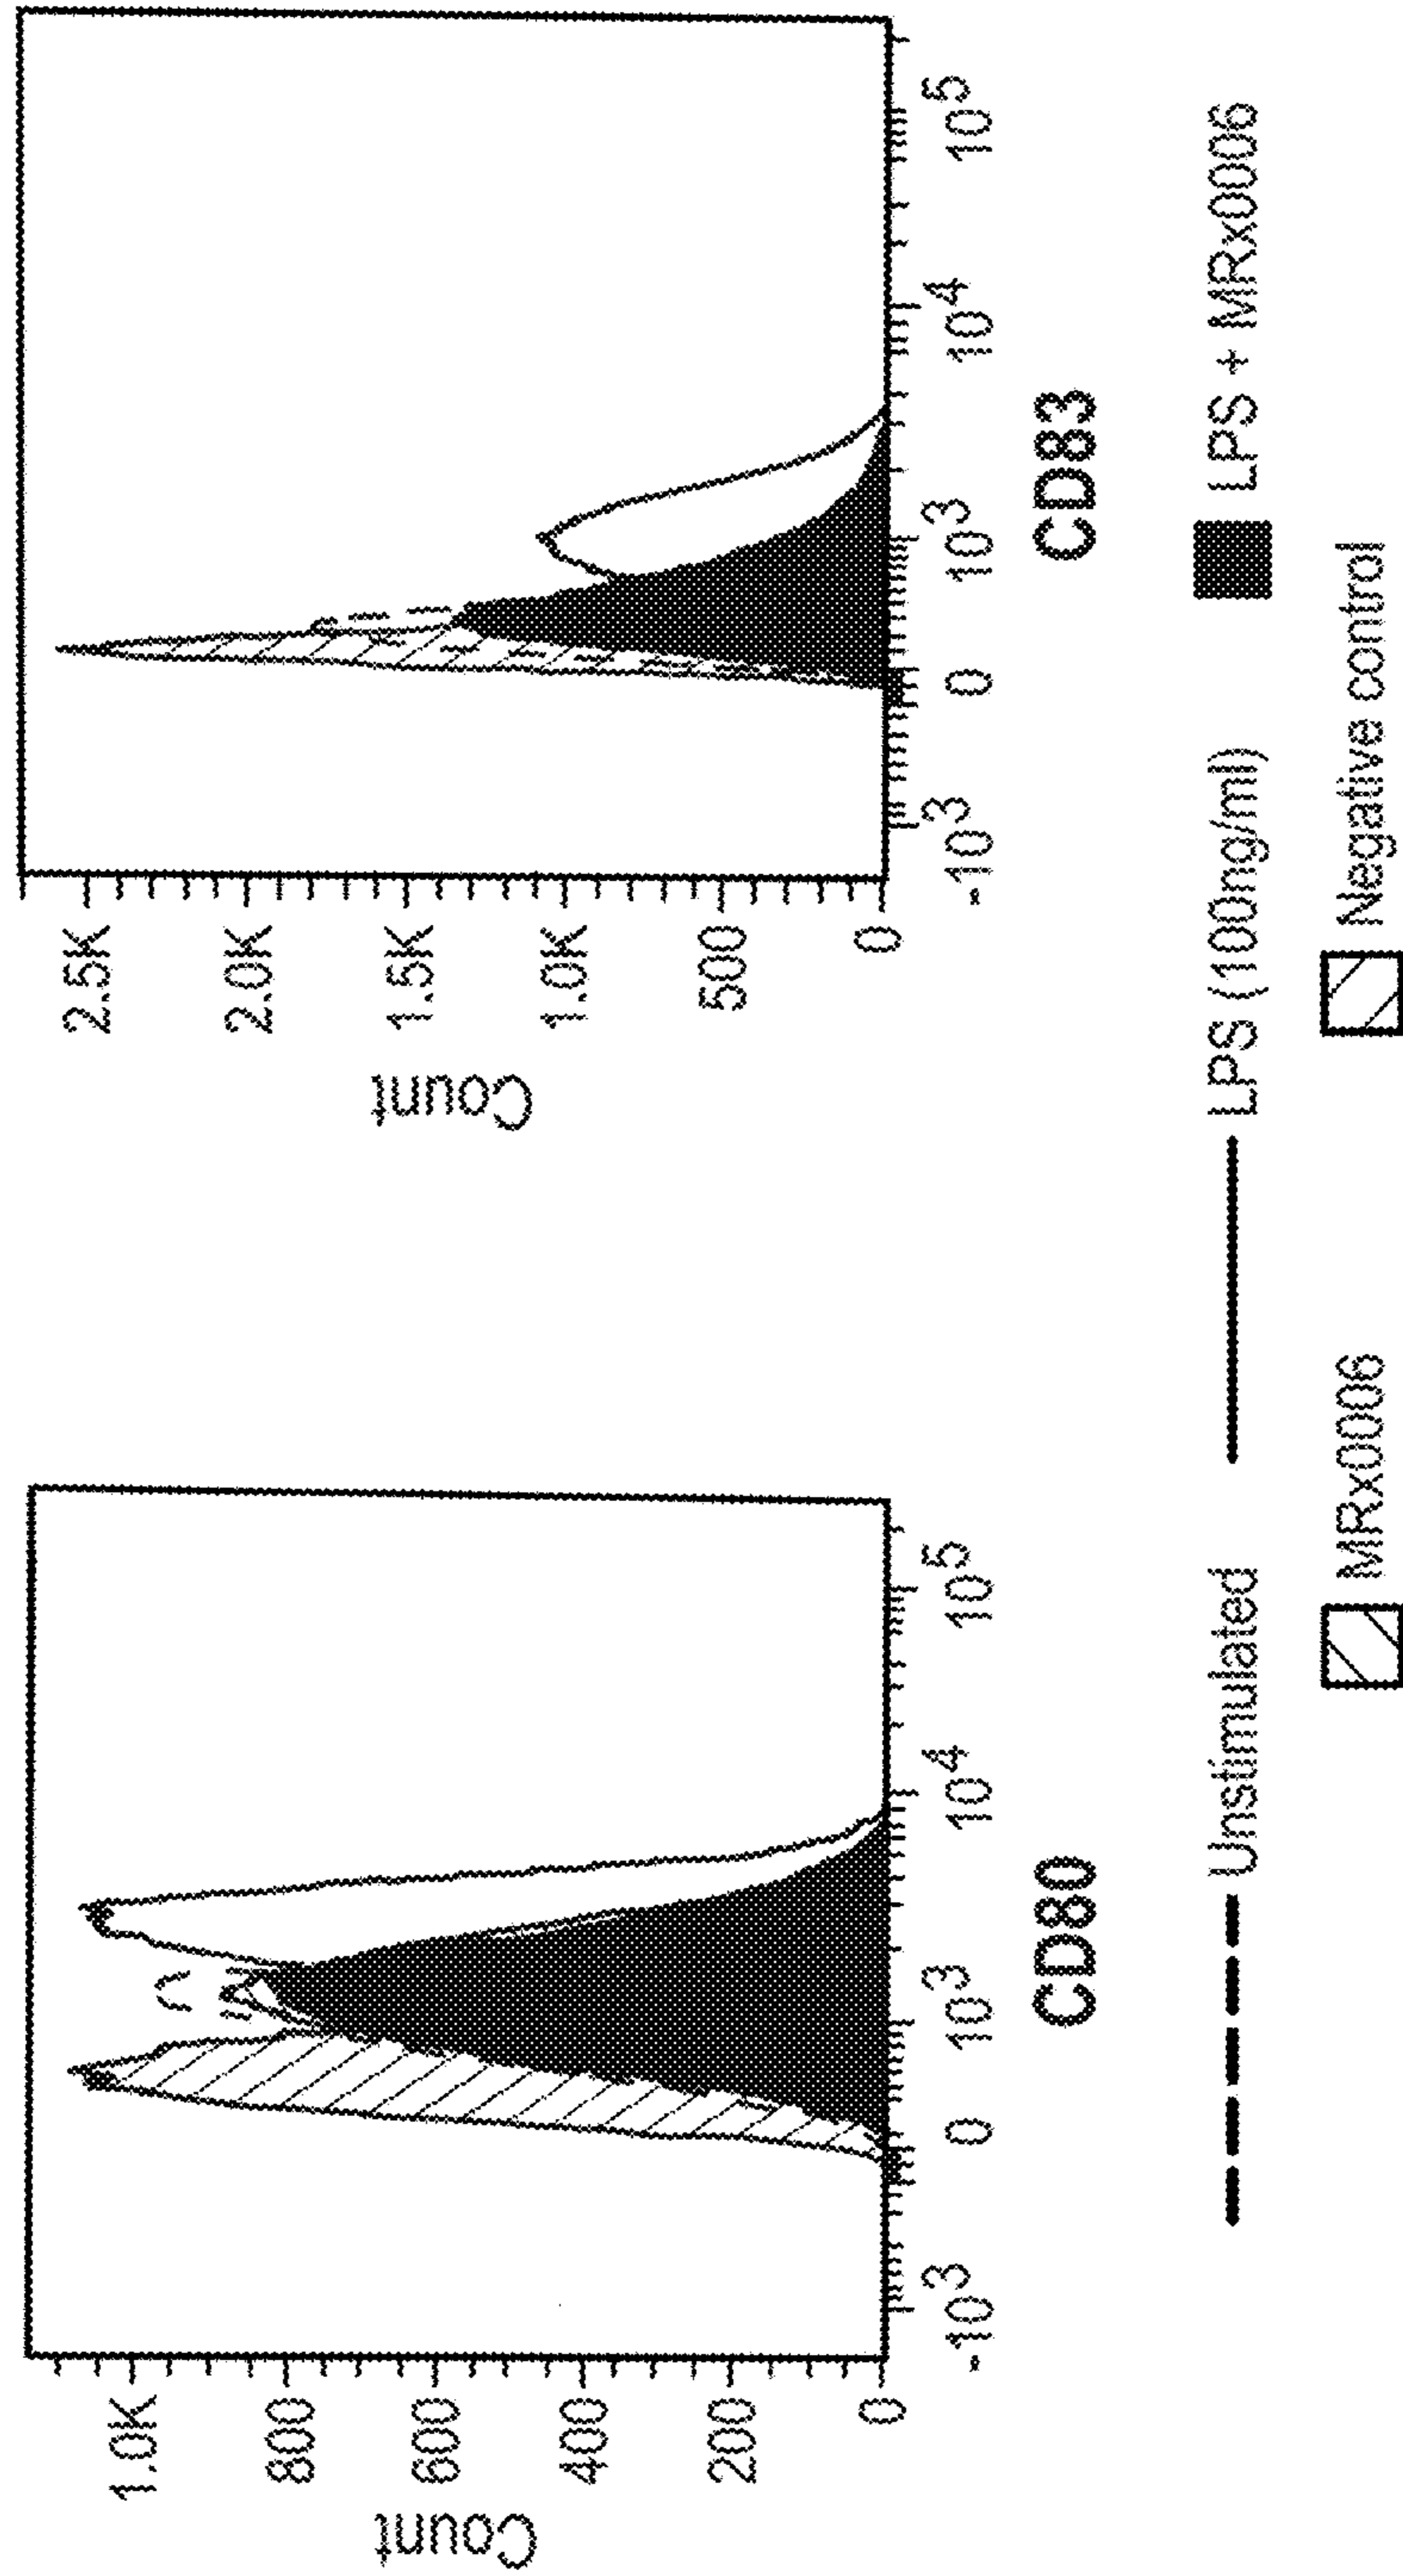 Count
1.0K
800
600
400
200
0
-10³ 0 10³ 10⁴ 10⁵
CD80
Count
2.5K
2.0K
1.5K
1.0K
500
0
-10³ 0 10³ 10⁴ 10⁵
CD83
Unstimulated LPS (100ng/ml) LPS + MRx0006
MRx0006 Negative control